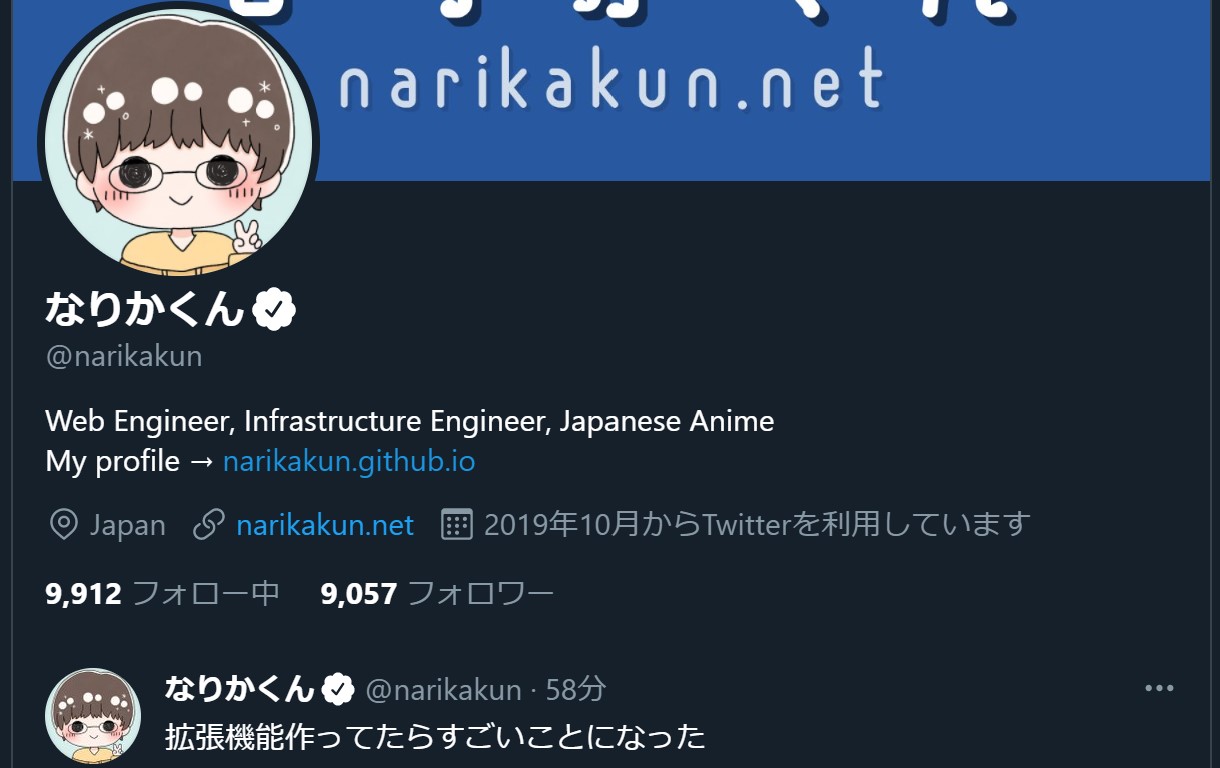 narikakun.net
なりかくん
@narikakun
Web Engineer, Infrastructure Engineer, Japanese Anime
My profile → narikakun.github.io
Japan narikakun.net 2019年10月からTwitterを利用しています
9,912 フォロー中 9,057 フォロワー
なりかくん @narikakun · 58分
拡張機能作ってたらすごいことになった